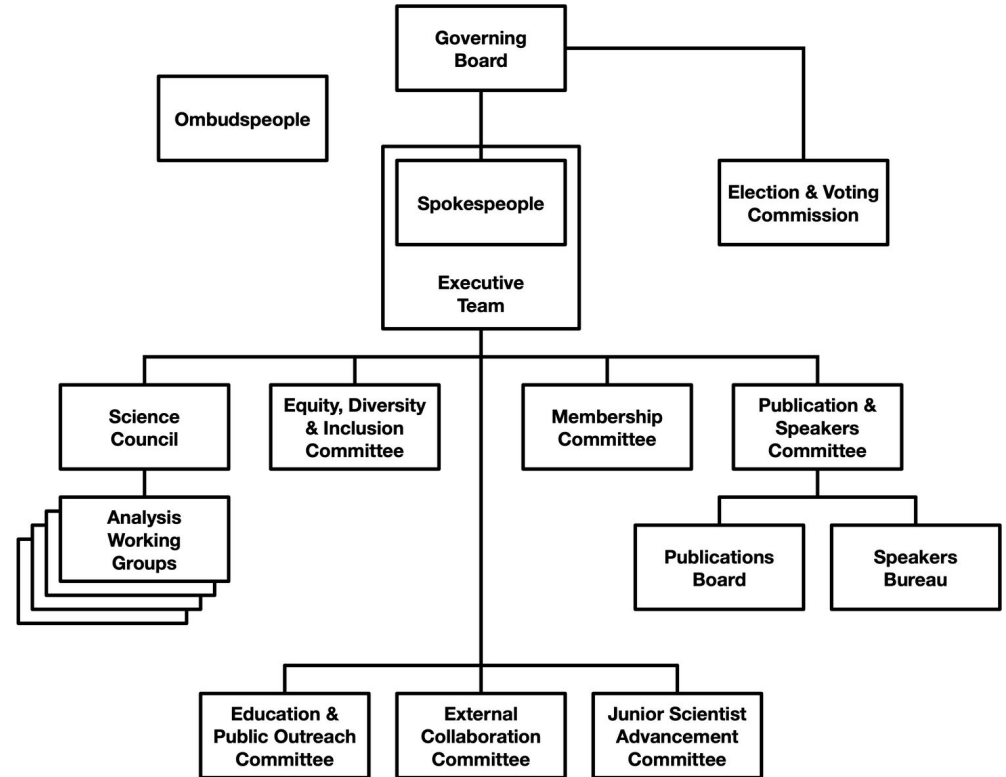 Governing
Board
Ombudspeople
Spokespeople
Election & Voting
Commission
Executive
Team
Science
Council
Equity, Diversity
& Inclusion
Committee
Membership
Committee
Publication &
Speakers
Committee
Analysis
Working
Groups
Publications
Board
Speakers
Bureau
Education &
Public Outreach
Committee
External
Collaboration
Committee
Junior Scientist
Advancement
Committee